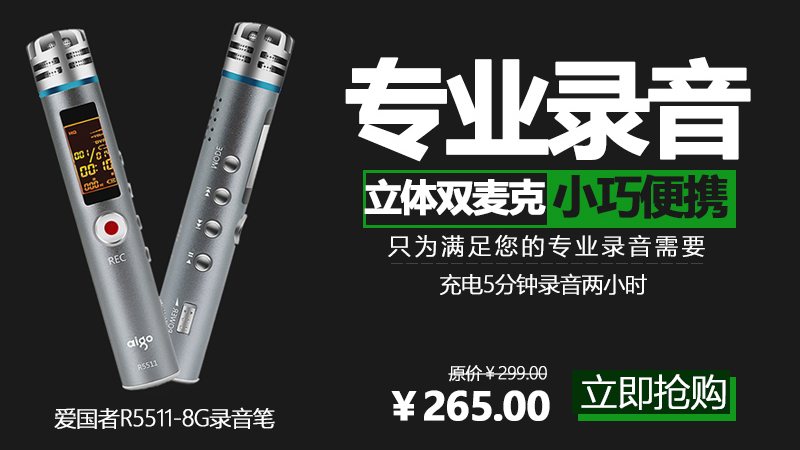 专业录音
立体双麦克 小巧便携
只为满足您的专业录音需要
充电5分钟录音两小时
原价￥299.00
￥265.00
立即抢购
爱国者R5511-8G录音笔
REC
aigo
R5511
MODE
POWER